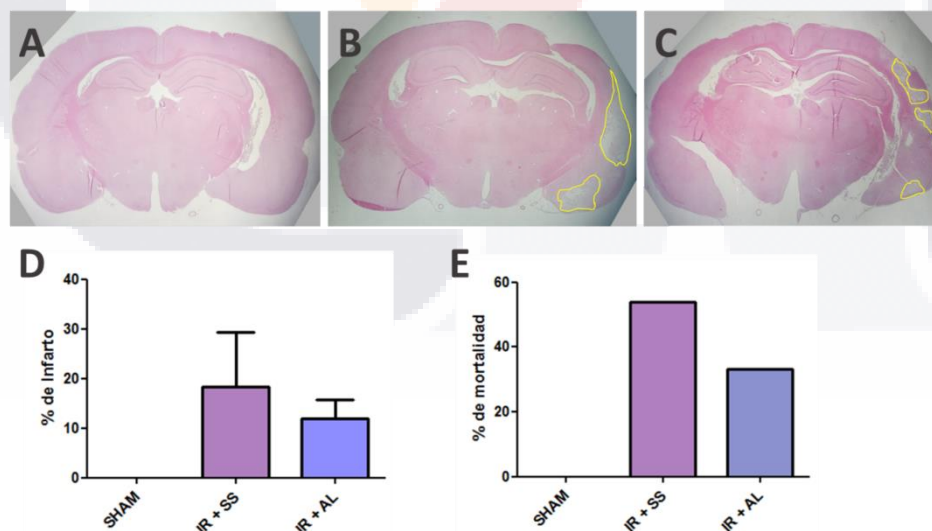 A
B
C
D
40
30
20
10
0
% de Infarto
SHAM
IR + SS
IR + AL
E
60
40
20
0
% de mortalidad
SHAM
IR + SS
IR + AL